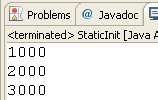 Problems @ Javadoc
<terminated> StaticInit [Java A
1000
2000
3000